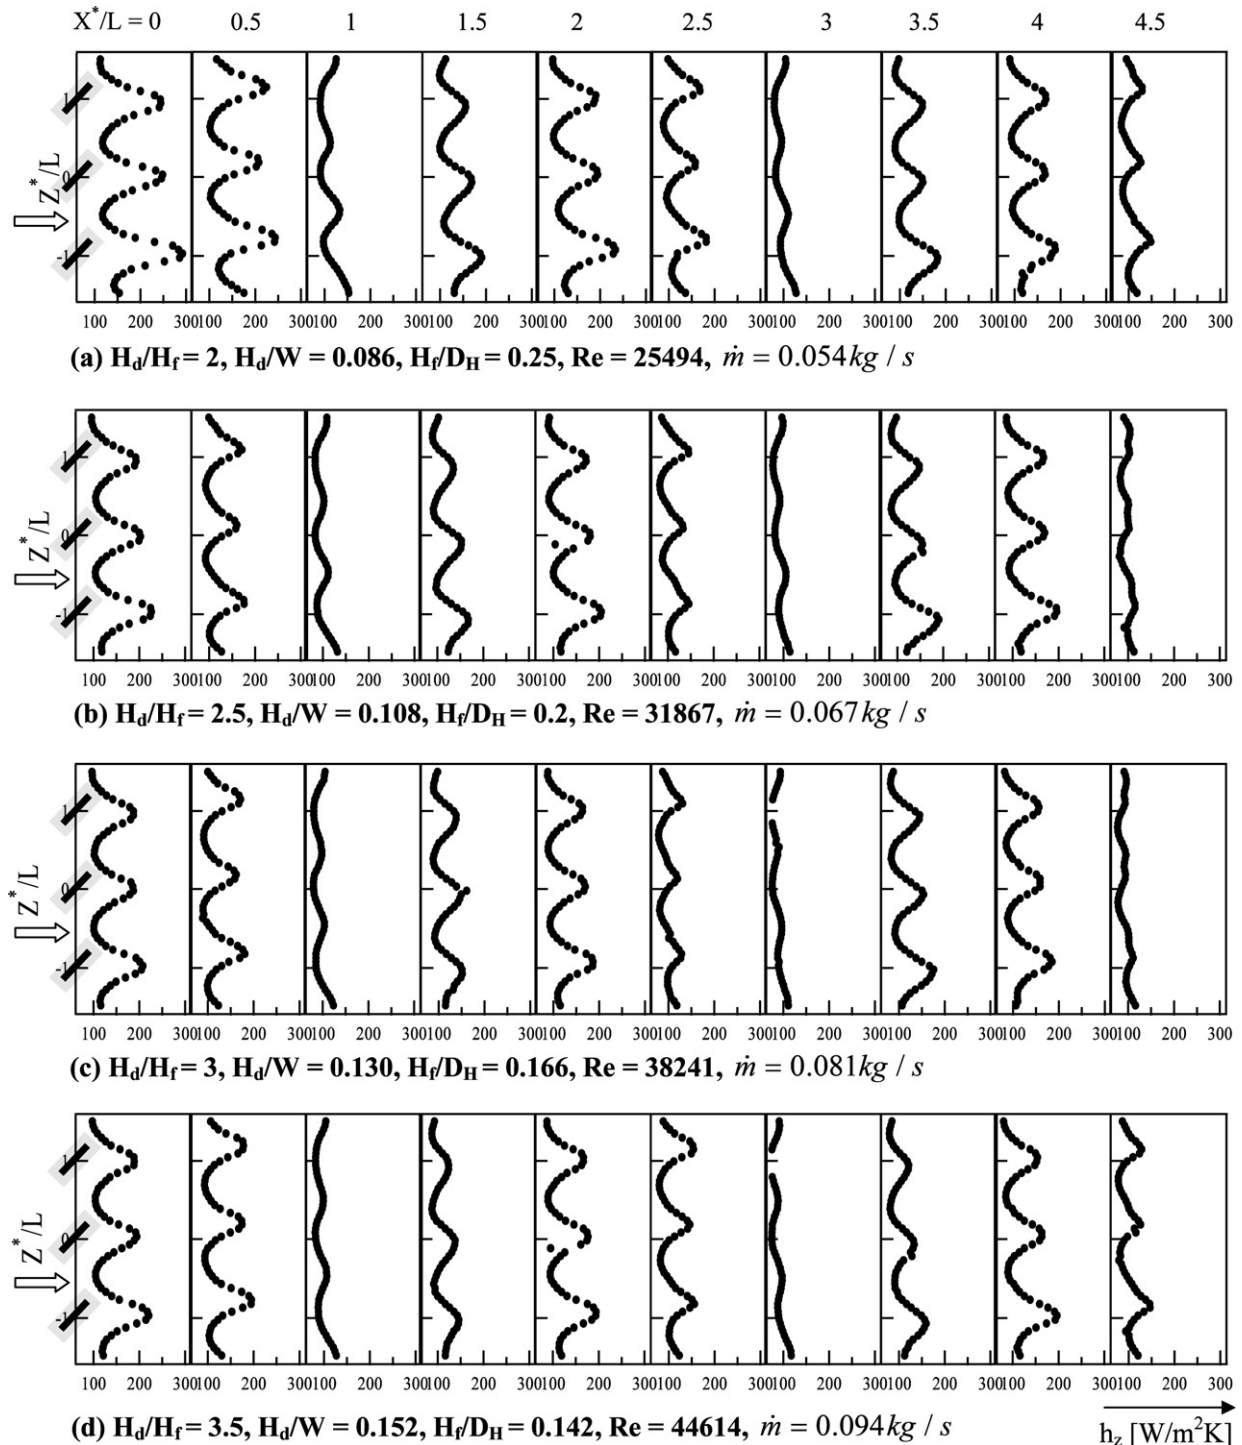 X*/L = 0 0.5 1 1.5 2 2.5 3 3.5 4 4.5
1
0
-1
Z*/L
100 200 300100 200 300100 200 300100 200 300100 200 300100 200 300100 200 300100 200 300100 200 300100 200 300
(a) Hd/Hf = 2, Hd/W = 0.086, Hf/DH = 0.25, Re = 25494, ṁ = 0.054kg / s
1
0
-1
Z*/L
100 200 300100 200 300100 200 300100 200 300100 200 300100 200 300100 200 300100 200 300100 200 300100 200 300
(b) Hd/Hf = 2.5, Hd/W = 0.108, Hf/DH = 0.2, Re = 31867, ṁ = 0.067kg / s
1
0
-1
Z*/L
100 200 300100 200 300100 200 300100 200 300100 200 300100 200 300100 200 300100 200 300100 200 300100 200 300
(c) Hd/Hf = 3, Hd/W = 0.130, Hf/DH = 0.166, Re = 38241, ṁ = 0.081kg / s
1
0
-1
Z*/L
100 200 300100 200 300100 200 300100 200 300100 200 300100 200 300100 200 300100 200 300100 200 300100 200 300
(d) Hd/Hf = 3.5, Hd/W = 0.152, Hf/DH = 0.142, Re = 44614, ṁ = 0.094kg / s
hz [W/m²K]